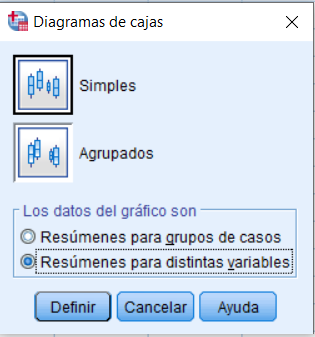 Diagramas de cajas
Simples
Agrupados
Los datos del gráfico son
Resúmenes para grupos de casos
Resúmenes para distintas variables
Definir
Cancelar
Ayuda